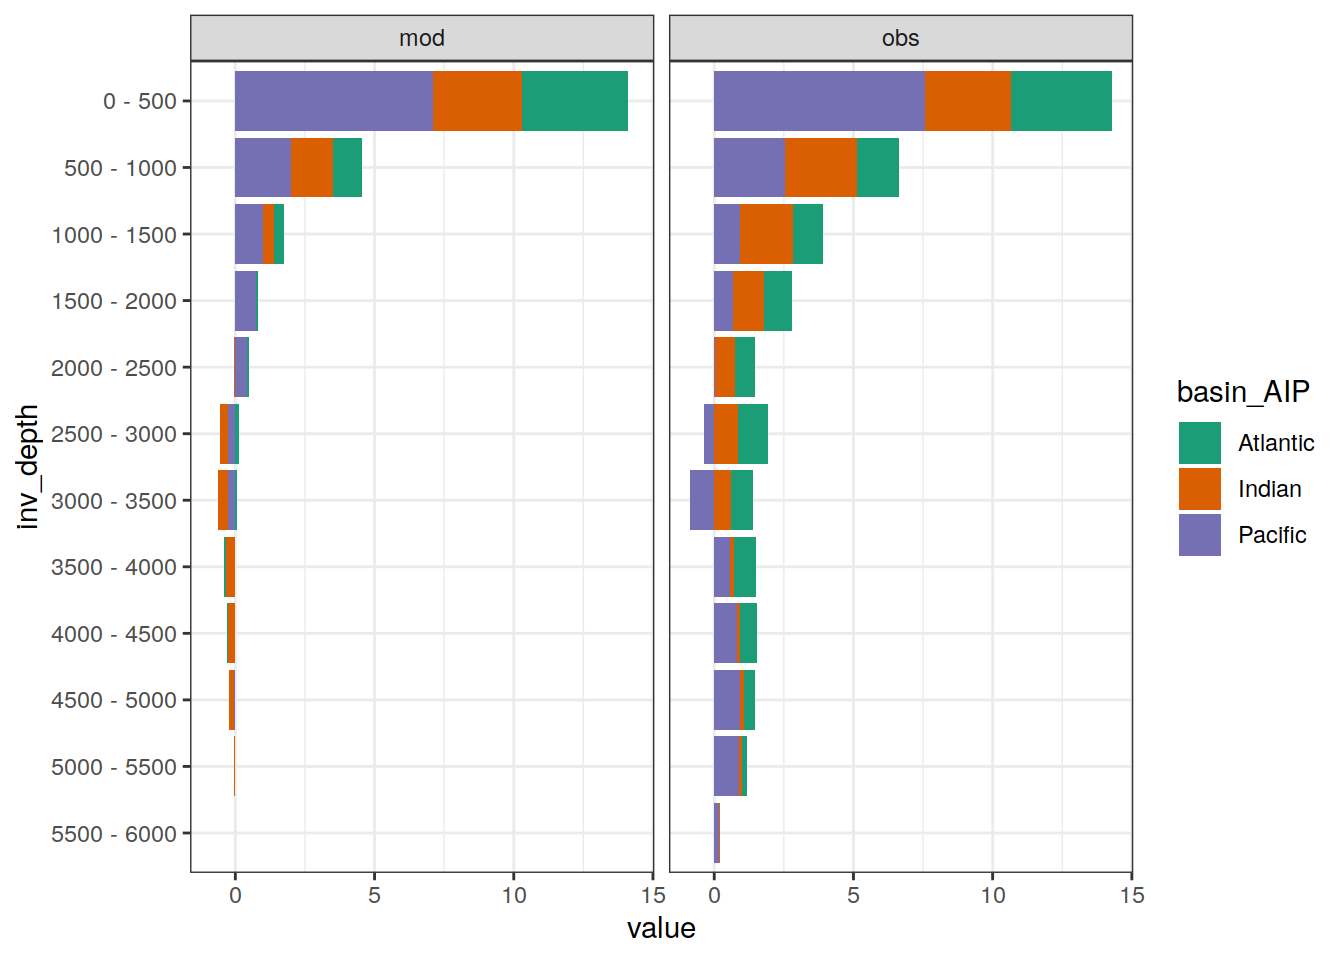 mod
obs
0 - 500
500 - 1000
1000 - 1500
1500 - 2000
2000 - 2500
2500 - 3000
3000 - 3500
3500 - 4000
4000 - 4500
4500 - 5000
5000 - 5500
5500 - 6000
inv_depth
0 5 10 15
0 5 10 15
value
basin_AIP
Atlantic
Indian
Pacific